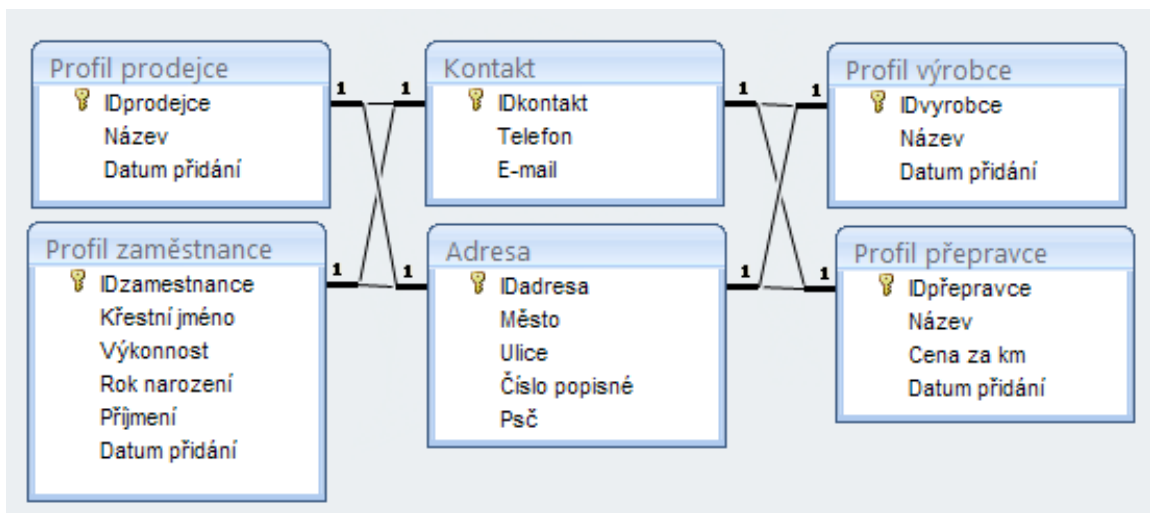 Profil prodejce
IDprodejce
Název
Datum přidání
Profil zaměstnance
IDzamestnance
Křestní jméno
Výkonnost
Rok narození
Příjmení
Datum přidání
1
1
1
1
Kontakt
IDkontakt
Telefon
E-mail
Adresa
IDadresa
Město
Ulice
Číslo popisné
Psč
1
1
1
1
Profil výrobce
IDvyrobce
Název
Datum přidání
Profil přepravce
IDpřepravce
Název
Cena za km
Datum přidání